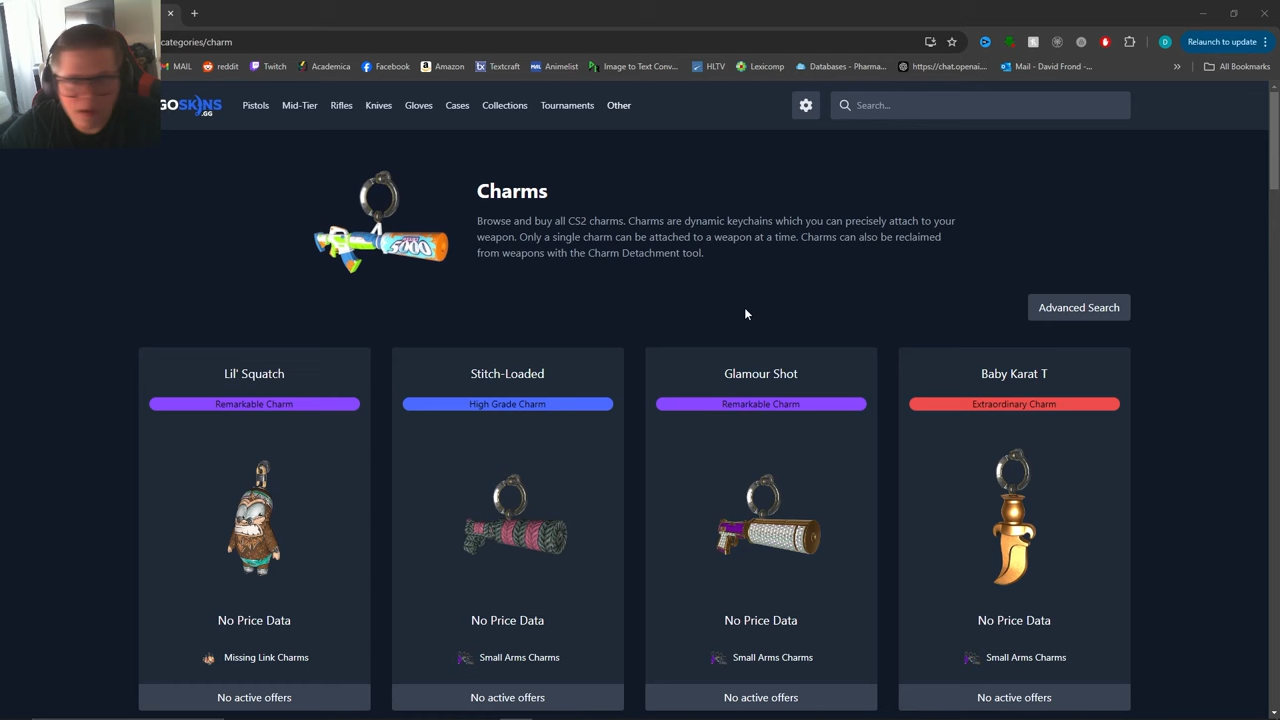 categories/charm
Relaunch to update
MAIL reddit Twitch Academica Facebook Amazon Textcraft Animelist Image to Text Conv... HLTV Lexicomp Databases - Pharma... https://chat.openai.... Mail - David Frond -... » All Bookmarks
GOSKINS .GG Pistols Mid-Tier Rifles Knives Gloves Cases Collections Tournaments Other Search...
Charms
Browse and buy all CS2 charms. Charms are dynamic keychains which you can precisely attach to your
weapon. Only a single charm can be attached to a weapon at a time. Charms can also be reclaimed
from weapons with the Charm Detachment tool.
5000
Advanced Search
Lil' Squatch Stitch-Loaded Glamour Shot Baby Karat T
Remarkable Charm High Grade Charm Remarkable Charm Extraordinary Charm
No Price Data No Price Data No Price Data No Price Data
Missing Link Charms Small Arms Charms Small Arms Charms Small Arms Charms
No active offers No active offers No active offers No active offers